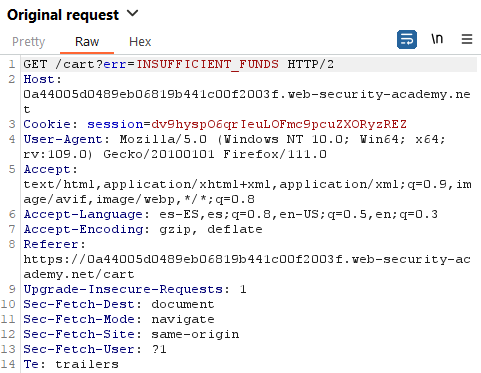 Original request
Pretty Raw Hex \n
1 GET /cart?err=INSUFFICIENT_FUNDS HTTP/2
2 Host:
0a44005d0489eb06819b441c00f2003f.web-security-academy.ne
t
3 Cookie: session=dv9hyspO6qrIeuLOFmc9pcuZXORyzREZ
4 User-Agent: Mozilla/5.0 (Windows NT 10.0; Win64; x64;
rv:109.0) Gecko/20100101 Firefox/111.0
5 Accept:
text/html,application/xhtml+xml,application/xml;q=0.9,im
age/avif,image/webp,*/*;q=0.8
6 Accept-Language: es-ES,es;q=0.8,en-US;q=0.5,en;q=0.3
7 Accept-Encoding: gzip, deflate
8 Referer:
https://0a44005d0489eb06819b441c00f2003f.web-security-ac
ademy.net/cart
9 Upgrade-Insecure-Requests: 1
10 Sec-Fetch-Dest: document
11 Sec-Fetch-Mode: navigate
12 Sec-Fetch-Site: same-origin
13 Sec-Fetch-User: ?1
14 Te: trailers